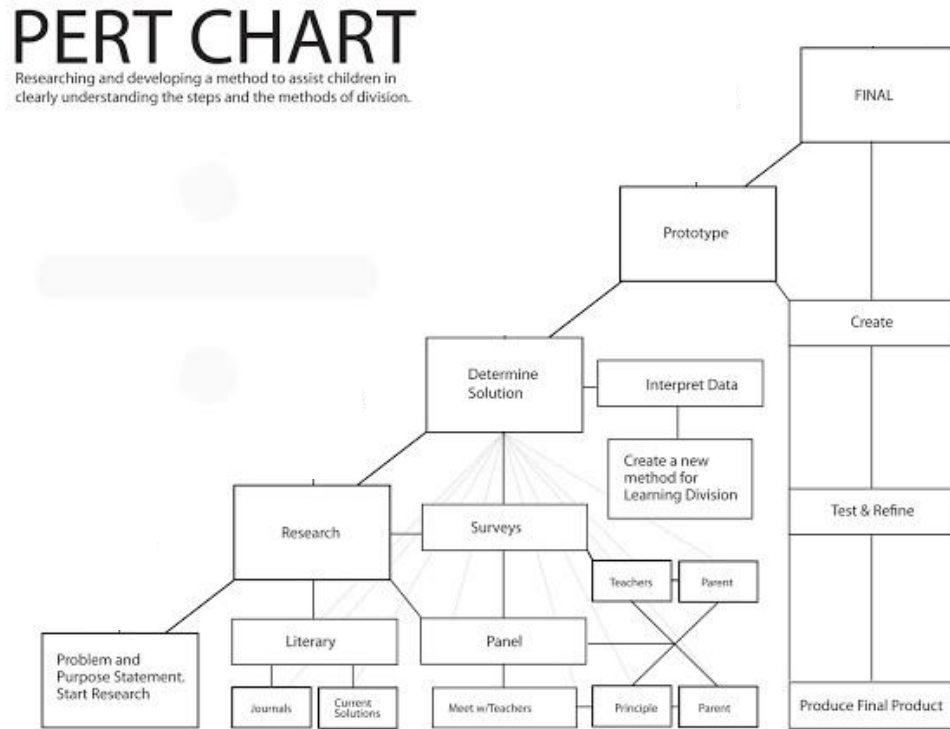 PERT CHART
Researching and developing a method to assist children in
clearly understanding the steps and the methods of division.
FINAL
Prototype
Create
Determine
Solution
Interpret Data
Create a new
method for
Learning Division
Test & Refine
Research
Surveys
Teachers
Parent
Literary
Panel
Problem and
Purpose Statement.
Start Research
Journals
Current
Solutions
Meet w/Teachers
Principle
Parent
Produce Final Product